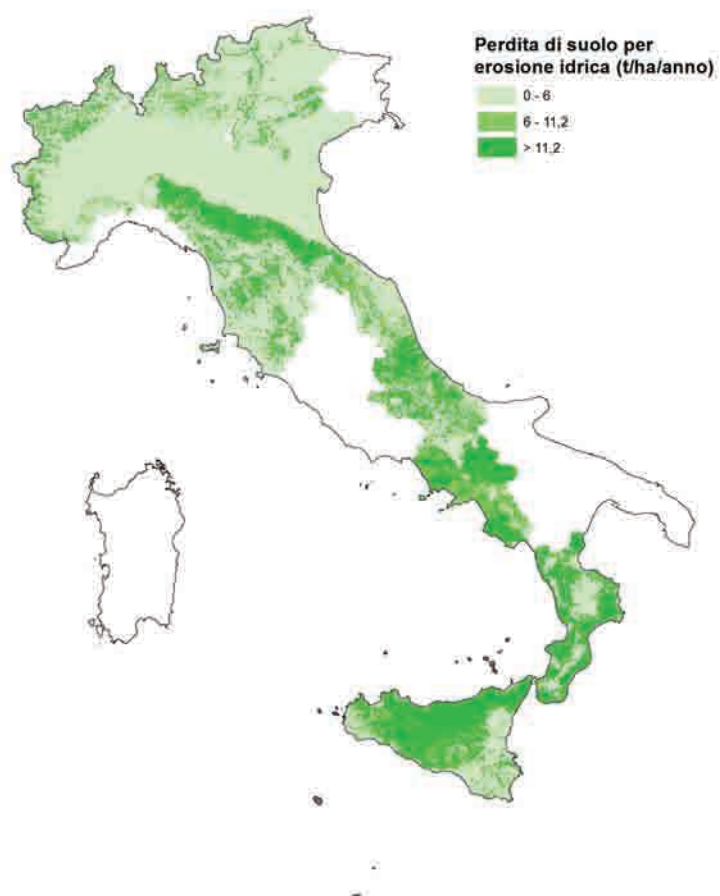 Perdita di suolo per
erosione idrica (t/ha/anno)
0 - 6
6 - 11,2
> 11,2